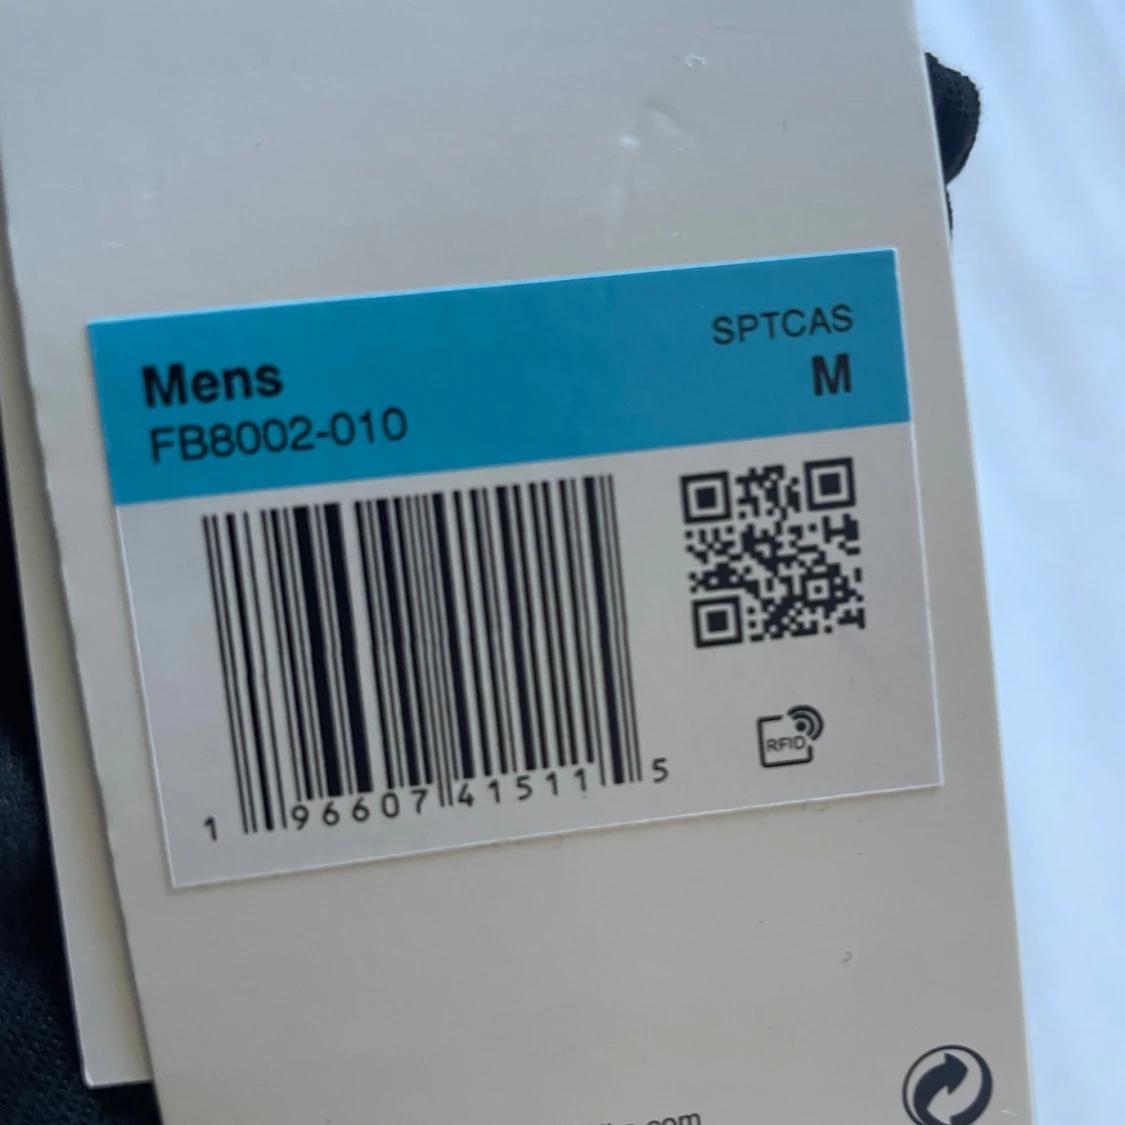 SPTCAS
Mens
M
FB8002-010
1 96607 41511 5
RFID